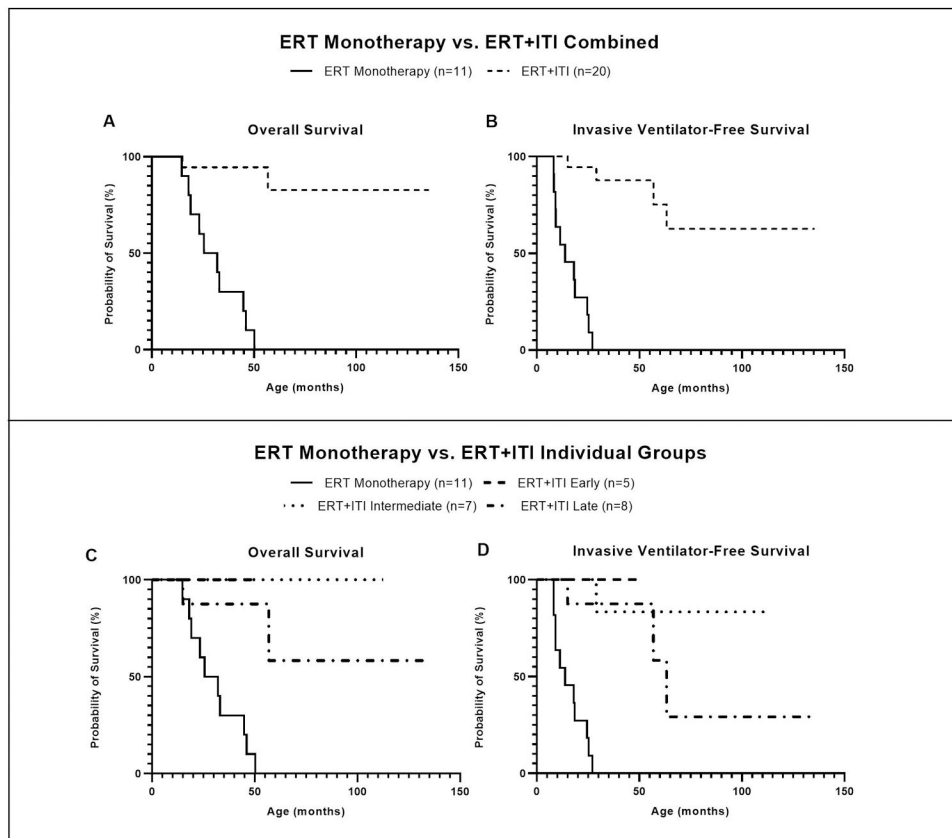 ERT Monotherapy vs. ERT+ITI Combined
ERT Monotherapy (n=11) ERT+ITI (n=20)
A
Overall Survival
Probability of Survival (%)
100
50
0
0 50 100 150
Age (months)
B
Invasive Ventilator-Free Survival
Probability of Survival (%)
100
50
0
0 50 100 150
Age (months)
ERT Monotherapy vs. ERT+ITI Individual Groups
ERT Monotherapy (n=11) ERT+ITI Early (n=5)
ERT+ITI Intermediate (n=7) ERT+ITI Late (n=8)
C
Overall Survival
Probability of Survival (%)
100
50
0
0 50 100 150
Age (months)
D
Invasive Ventilator-Free Survival
Probability of Survival (%)
100
50
0
0 50 100 150
Age (months)